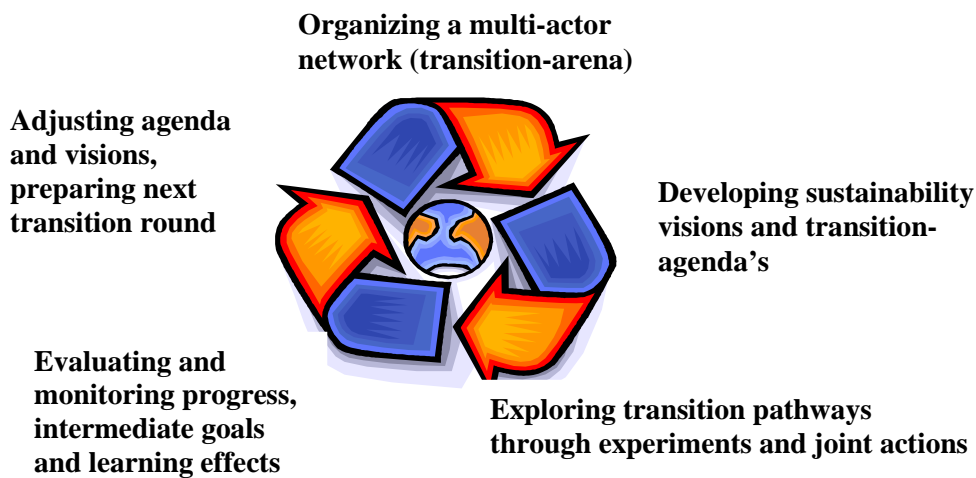 Organizing a multi-actor
network (transition-arena)
Developing sustainability
visions and transition-
agenda's
Exploring transition pathways
through experiments and joint actions
Evaluating and
monitoring progress,
intermediate goals
and learning effects
Adjusting agenda
and visions,
preparing next
transition round